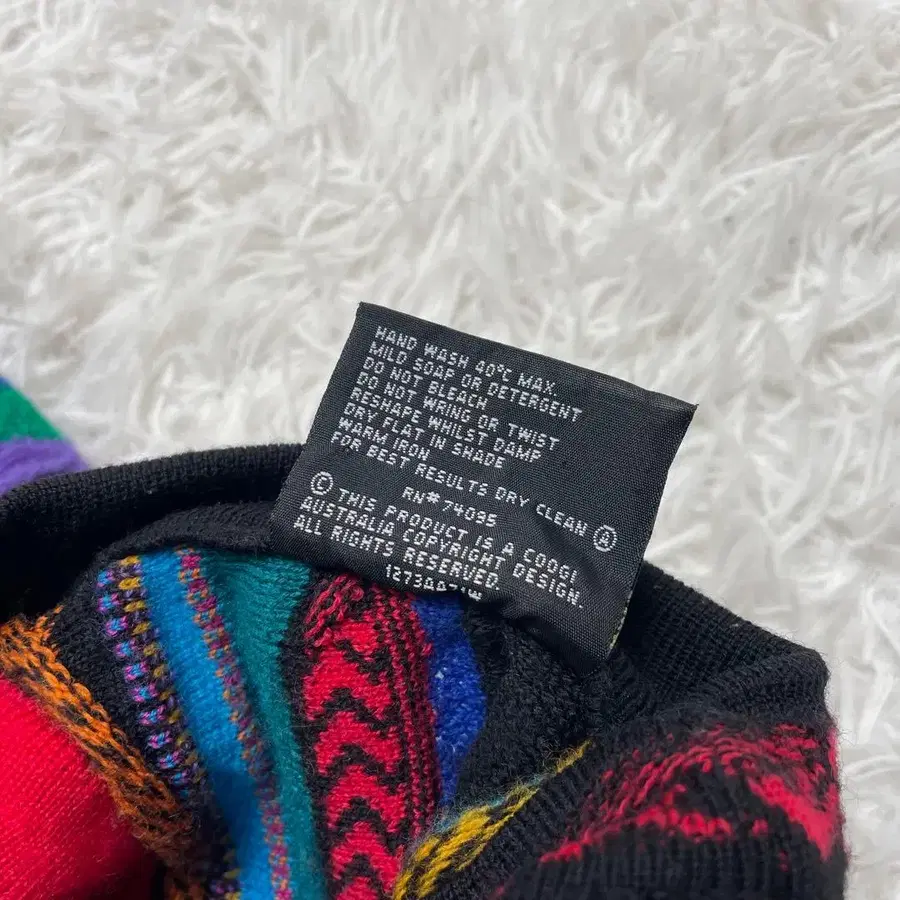 HAND WASH 40°C MAX.
MILD SOAP OR DETERGENT
DO NOT BLEACH
DO NOT WRING OR TWIST
RESHAPE WHILST DAMP
DRY FLAT IN SHADE
WARM IRON
FOR BEST RESULTS DRY CLEAN Ⓐ
RN# 74095
© THIS PRODUCT IS A COOGI
AUSTRALIA COPYRIGHT DESIGN.
ALL RIGHTS RESERVED.